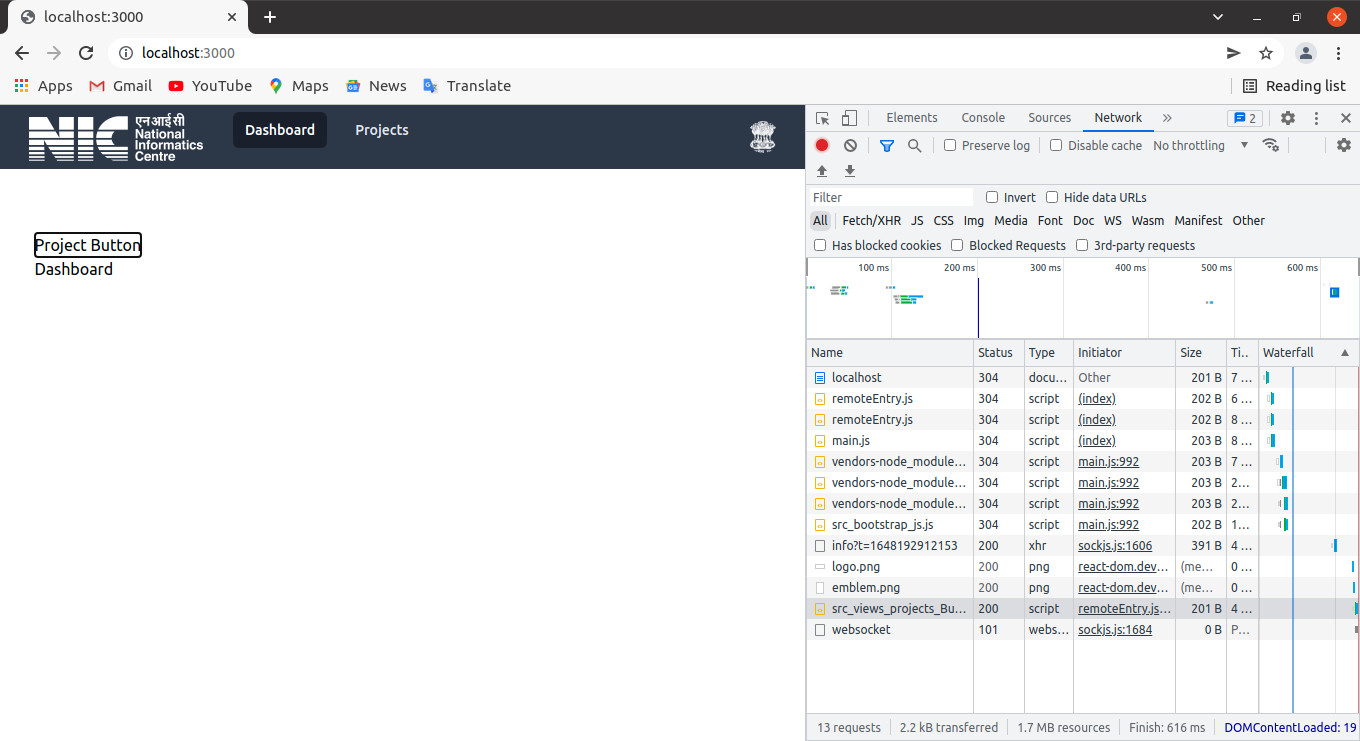 localhost:3000
localhost:3000
Apps Gmail YouTube Maps News Translate Reading list
एन आई सी
NIC National
Informatics
Centre
Dashboard Projects
Project Button
Dashboard
Elements Console Sources Network 2
Preserve log Disable cache No throttling
Filter Invert Hide data URLs
All Fetch/XHR JS CSS Img Media Font Doc WS Wasm Manifest Other
Has blocked cookies Blocked Requests 3rd-party requests
100 ms 200 ms 300 ms 400 ms 500 ms 600 ms
Name Status Type Initiator Size Ti.. Waterfall
localhost 304 docu... Other 201 B 7 ...
remoteEntry.js 304 script (index) 202 B 6 ...
remoteEntry.js 304 script (index) 202 B 8 ...
main.js 304 script (index) 203 B 8 ...
vendors-node_module... 304 script main.js:992 203 B 7 ...
vendors-node_module... 304 script main.js:992 203 B 2...
vendors-node_module... 304 script main.js:992 203 B 2...
src_bootstrap_js.js 304 script main.js:992 202 B 1...
info?t=1648192912153 200 xhr sockjs.js:1606 391 B 4 ...
logo.png 200 png react-dom.dev... (me... 0 ...
emblem.png 200 png react-dom.dev... (me... 0 ...
src_views_projects_Bu... 200 script remoteEntry.js... 201 B 4 ...
websocket 101 webs... sockjs.js:1684 0 B P...
13 requests 2.2 kB transferred 1.7 MB resources Finish: 616 ms DOMContentLoaded: 19